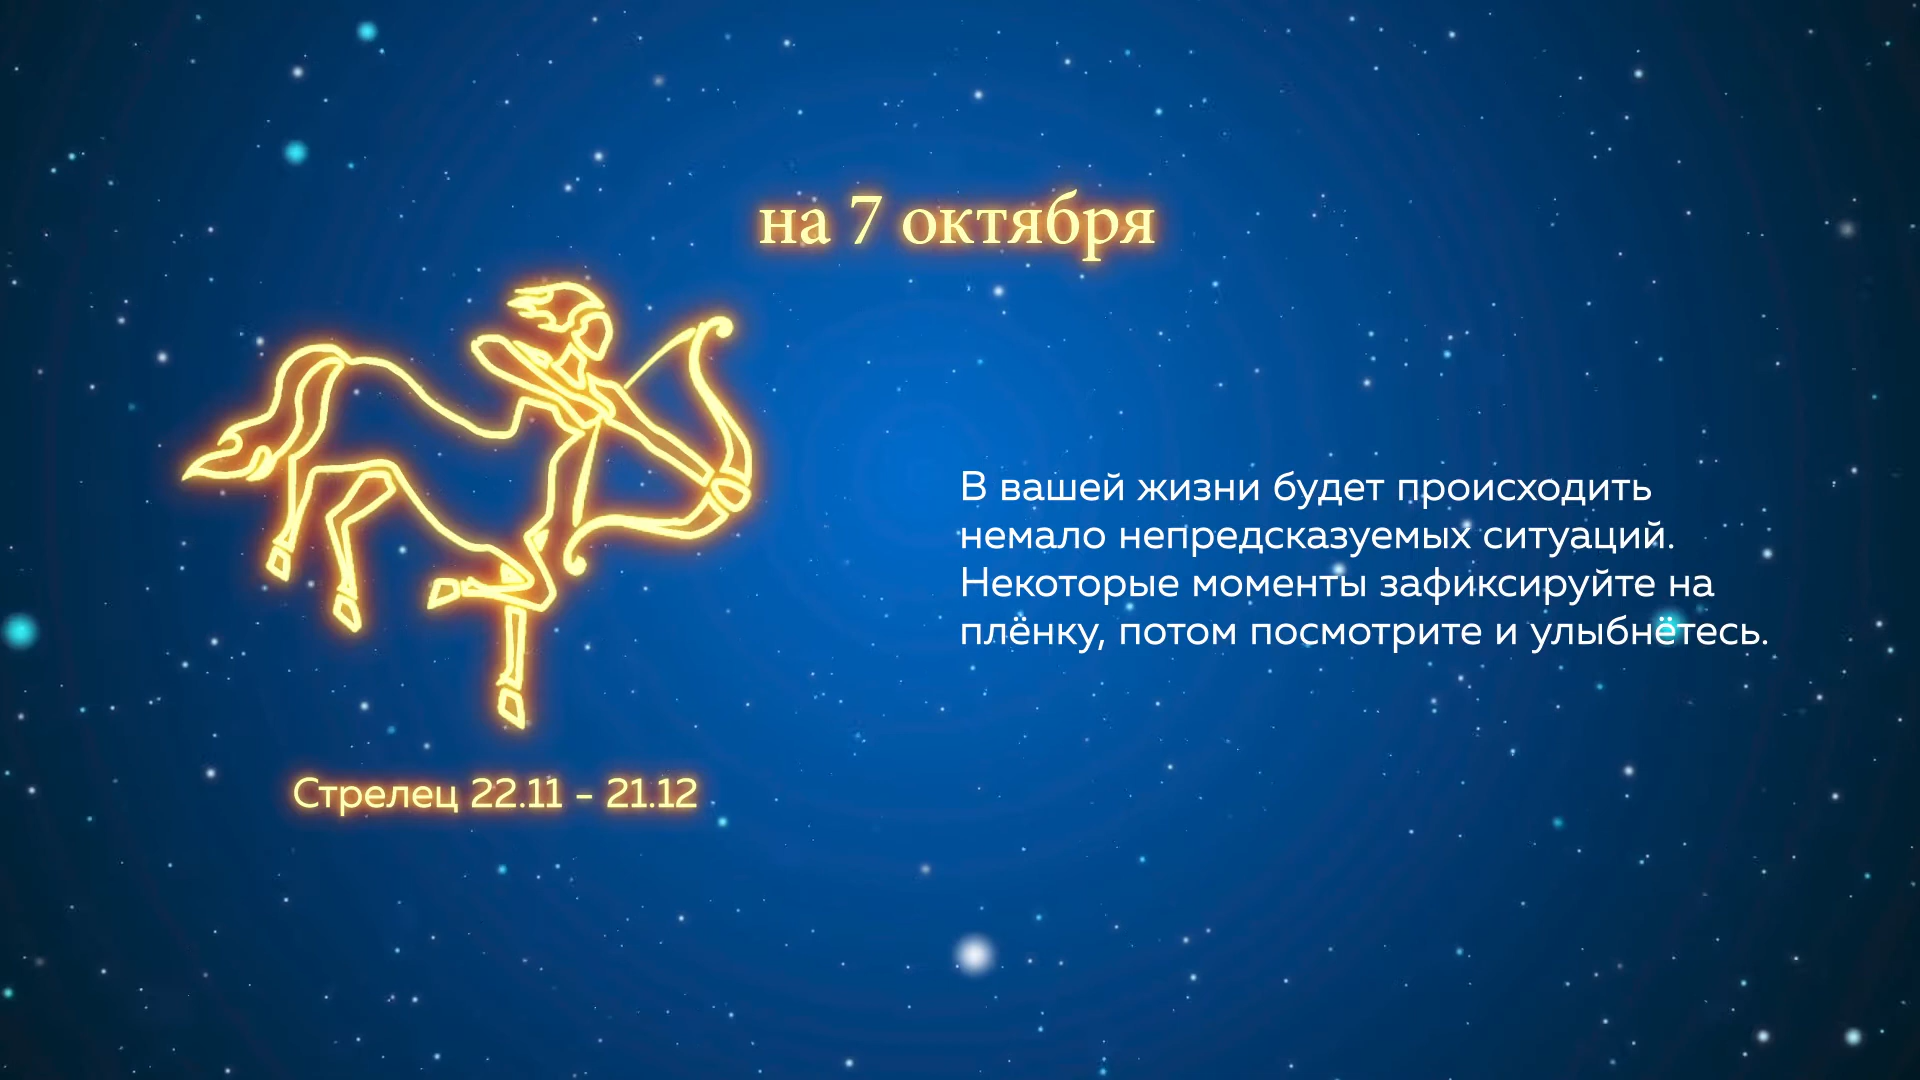 на 7 октября
В вашей жизни будет происходить
немало непредсказуемых ситуаций.
Некоторые моменты зафиксируйте на
плёнку, потом посмотрите и улыбнётесь.
Стрелец 22.11 - 21.12